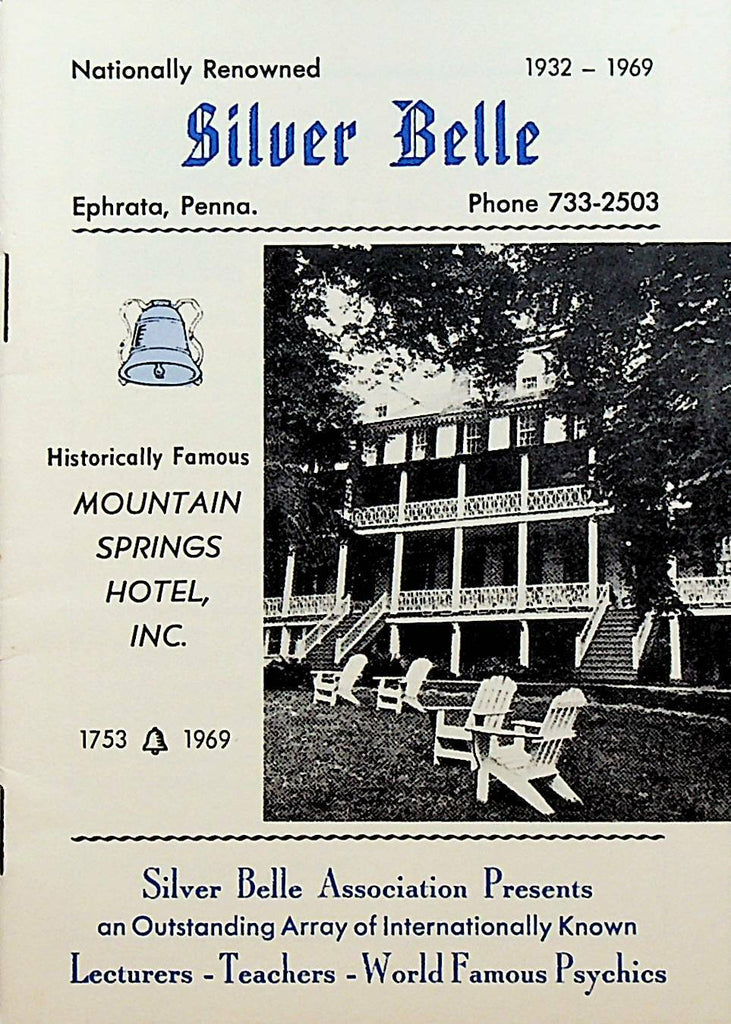 Nationally Renowned 1932 – 1969
Silver Belle
Ephrata, Penna. Phone 733-2503
Historically Famous
MOUNTAIN
SPRINGS
HOTEL,
INC.
1753 1969
Silver Belle Association Presents
an Outstanding Array of Internationally Known
Lecturers - Teachers - World Famous Psychics